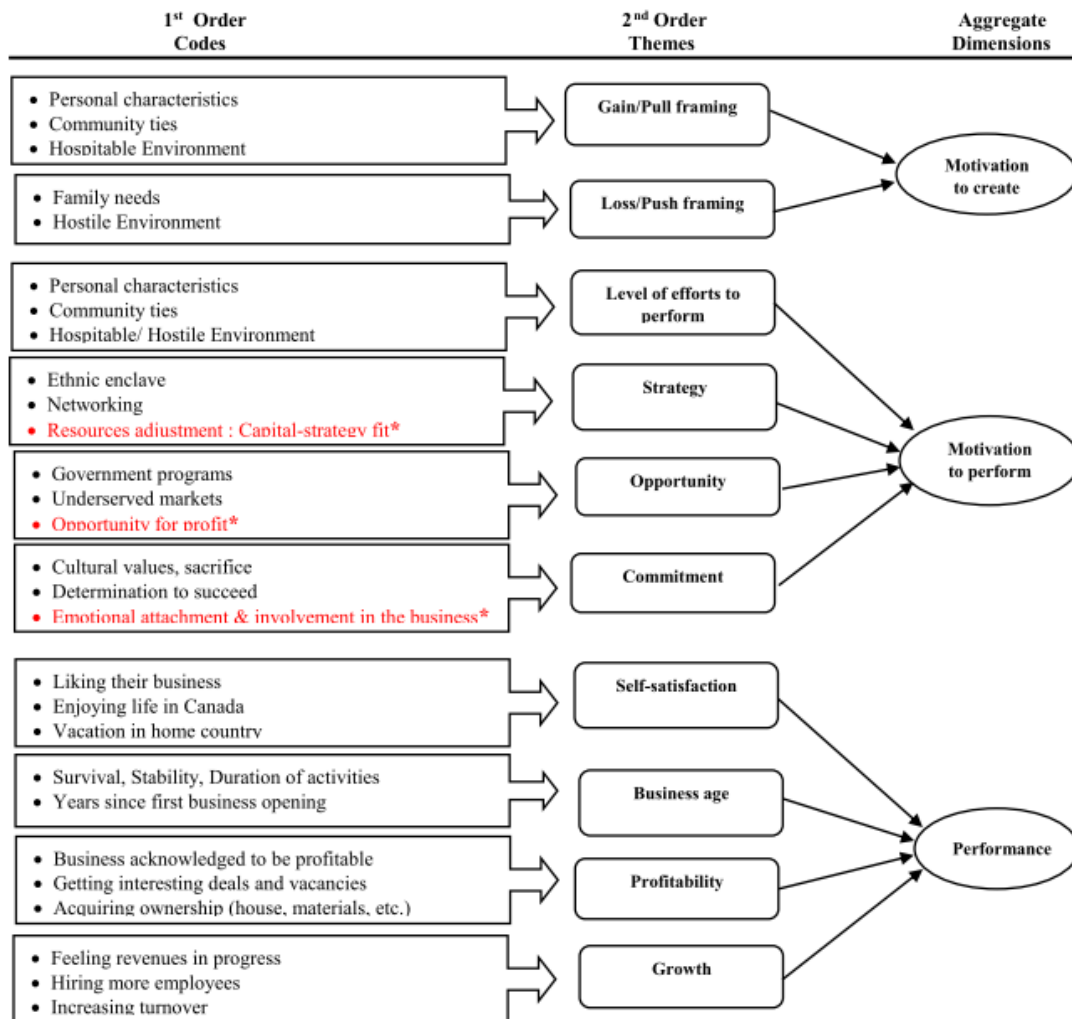 1st Order
Codes
2nd Order
Themes
Aggregate
Dimensions
• Personal characteristics
• Community ties
• Hospitable Environment
Gain/Pull framing
• Family needs
• Hostile Environment
Loss/Push framing
Motivation
to create
• Personal characteristics
• Community ties
• Hospitable/ Hostile Environment
Level of efforts to
perform
• Ethnic enclave
• Networking
• Resources adjustment : Capital-strategy fit*
Strategy
• Government programs
• Underserved markets
• Opportunity for profit*
Opportunity
• Cultural values, sacrifice
• Determination to succeed
• Emotional attachment & involvement in the business*
Commitment
Motivation
to perform
• Liking their business
• Enjoying life in Canada
• Vacation in home country
Self-satisfaction
• Survival, Stability, Duration of activities
• Years since first business opening
Business age
• Business acknowledged to be profitable
• Getting interesting deals and vacancies
• Acquiring ownership (house, materials, etc.)
Profitability
• Feeling revenues in progress
• Hiring more employees
• Increasing turnover
Growth
Performance